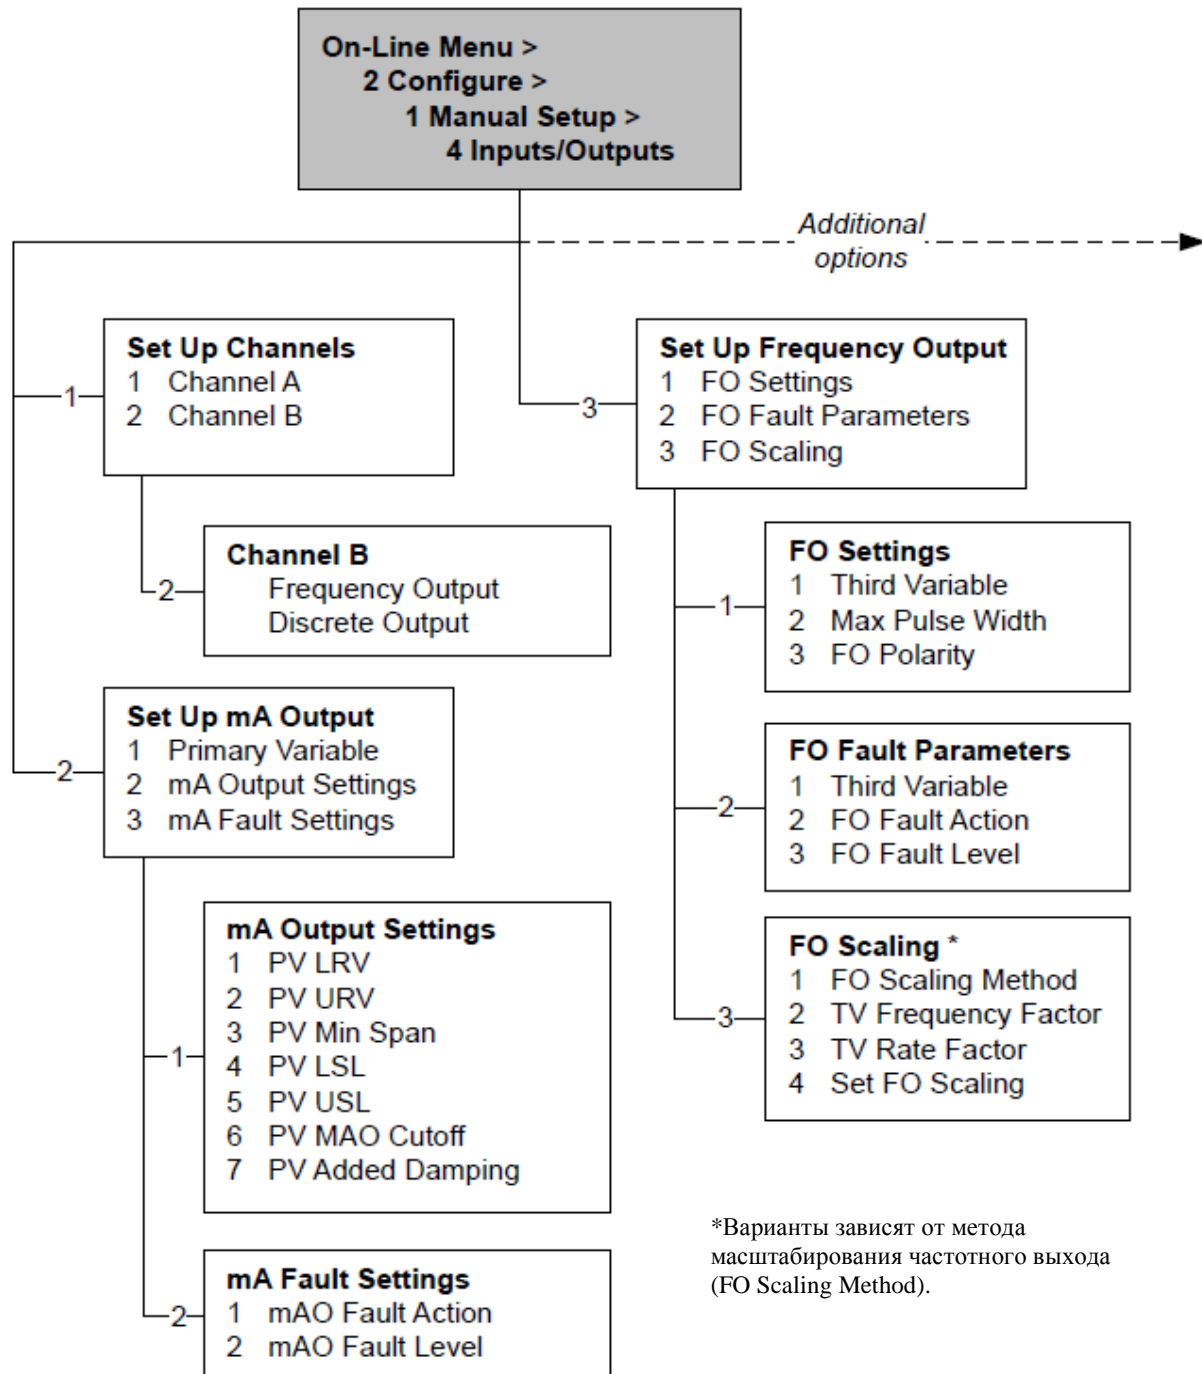 On-Line Menu >
2 Configure >
1 Manual Setup >
4 Inputs/Outputs
Additional
options
Set Up Channels
1 Channel A
2 Channel B
1
Channel B
Frequency Output
Discrete Output
2
Set Up mA Output
1 Primary Variable
2 mA Output Settings
3 mA Fault Settings
2
mA Output Settings
1 PV LRV
2 PV URV
3 PV Min Span
4 PV LSL
5 PV USL
6 PV MAO Cutoff
7 PV Added Damping
1
mA Fault Settings
1 mAO Fault Action
2 mAO Fault Level
2
Set Up Frequency Output
1 FO Settings
2 FO Fault Parameters
3 FO Scaling
3
FO Settings
1 Third Variable
2 Max Pulse Width
3 FO Polarity
1
FO Fault Parameters
1 Third Variable
2 FO Fault Action
3 FO Fault Level
2
FO Scaling *
1 FO Scaling Method
2 TV Frequency Factor
3 TV Rate Factor
4 Set FO Scaling
3
*Варианты зависят от метода
масштабирования частотного выхода
(FO Scaling Method).